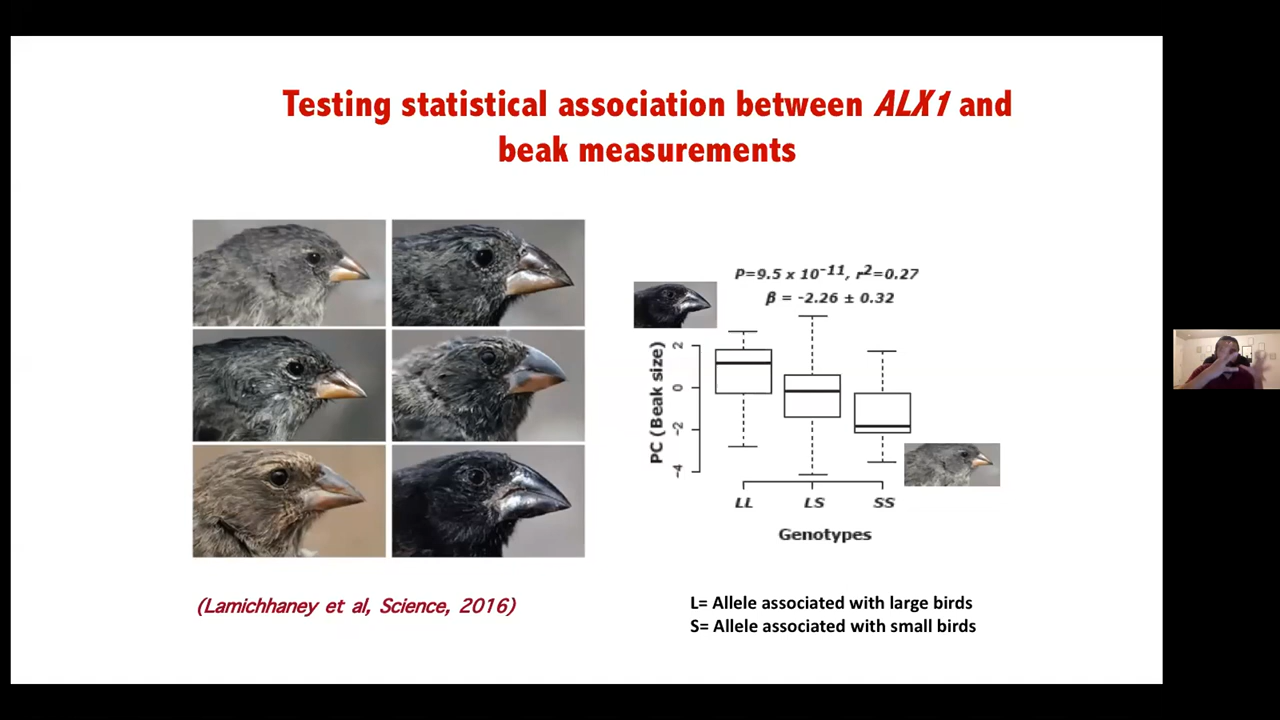 Testing statistical association between ALX1 and
beak measurements
P=9.5 x 10⁻¹¹, r²=0.27
β = -2.26 ± 0.32
PC (Beak size)
2
0
-2
-4
LL LS SS
Genotypes
(Lamichhaney et al, Science, 2016)
L= Allele associated with large birds
S= Allele associated with small birds